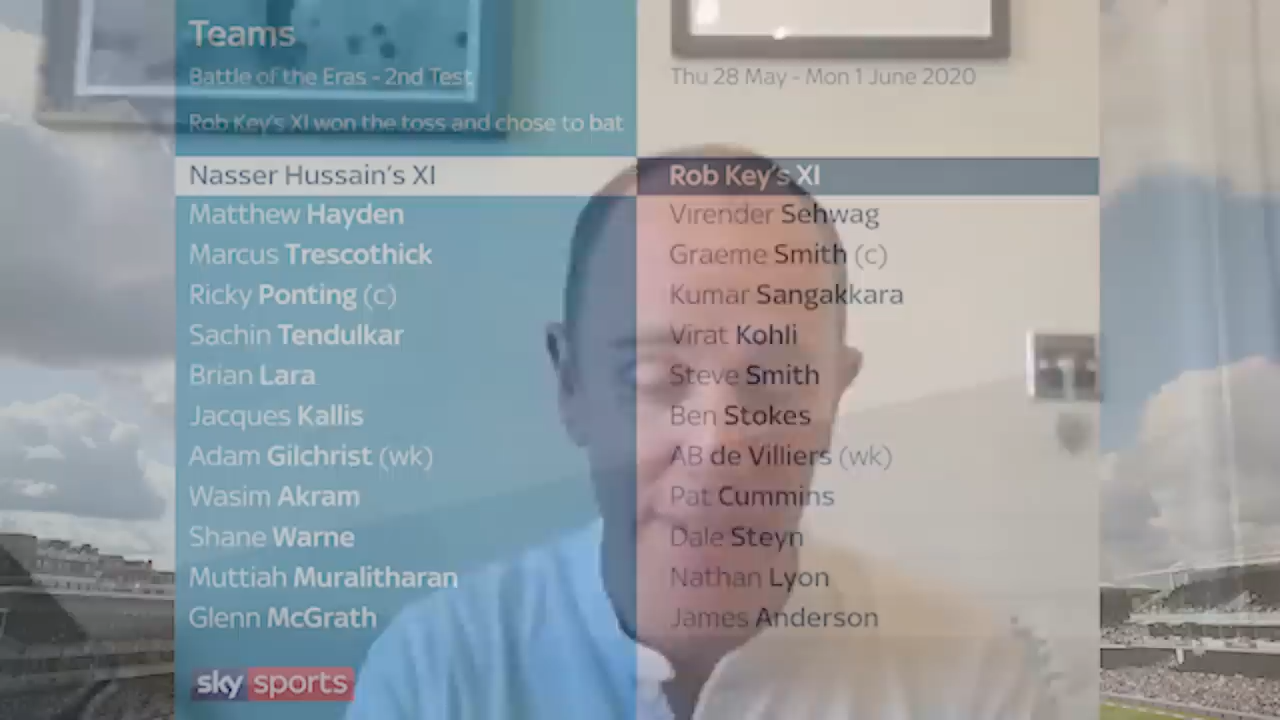 Teams
Battle of the Eras - 2nd Test
Thu 28 May - Mon 1 June 2020
Rob Key's XI won the toss and chose to bat
Nasser Hussain's XI
Matthew Hayden
Marcus Trescothick
Ricky Ponting (c)
Sachin Tendulkar
Brian Lara
Jacques Kallis
Adam Gilchrist (wk)
Wasim Akram
Shane Warne
Muttiah Muralitharan
Glenn McGrath
Rob Key's XI
Virender Sehwag
Graeme Smith (c)
Kumar Sangakkara
Virat Kohli
Steve Smith
Ben Stokes
AB de Villiers (wk)
Pat Cummins
Dale Steyn
Nathan Lyon
James Anderson
sky sports